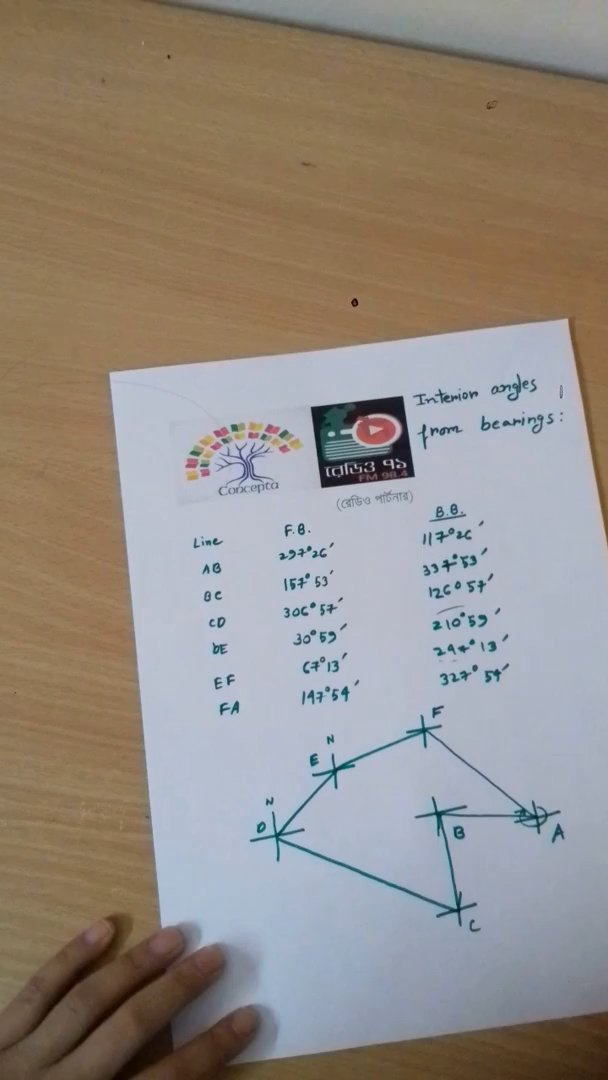 Interior angles
from bearings:
Concepta
রেডিও ৭১
FM 98.4
(রেডিও পার্টনার)
Line F.B. B.B.
AB 297°26′ 117°26′
BC 157°53′ 337°53′
CD 306°57′ 126°57′
DE 30°59′ 210°59′
EF 67°13′ 247°13′
FA 147°54′ 327°54′
F
N
E
N
D
B
A
C